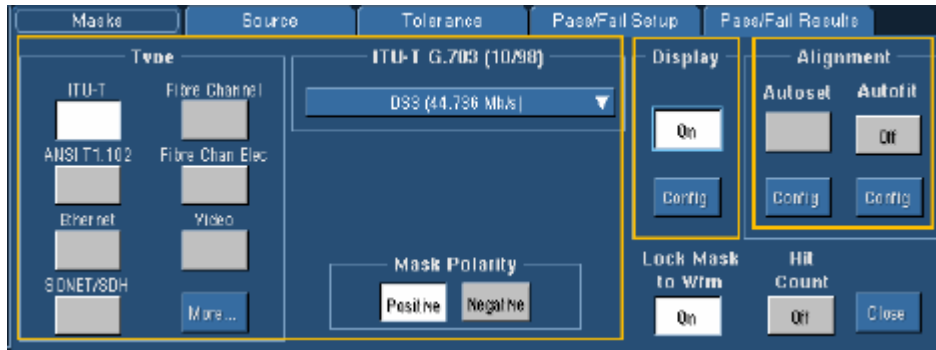 Masks Source Tolerance Pass/Fail Setup Pass/Fail Results
Type ITU-T G.703 (10/98) Display Alignment
ITU-T Fibre Channel DS3 (44.736 Mb/s) Autoset Autofit
On Off
ANSI T1.102 Fibre Chan Elec
Config Config Config
Ethernet Video
Mask Polarity Lock Mask Hit
SONET/SDH to Wfm Count
More... Positive Negative On Off Close